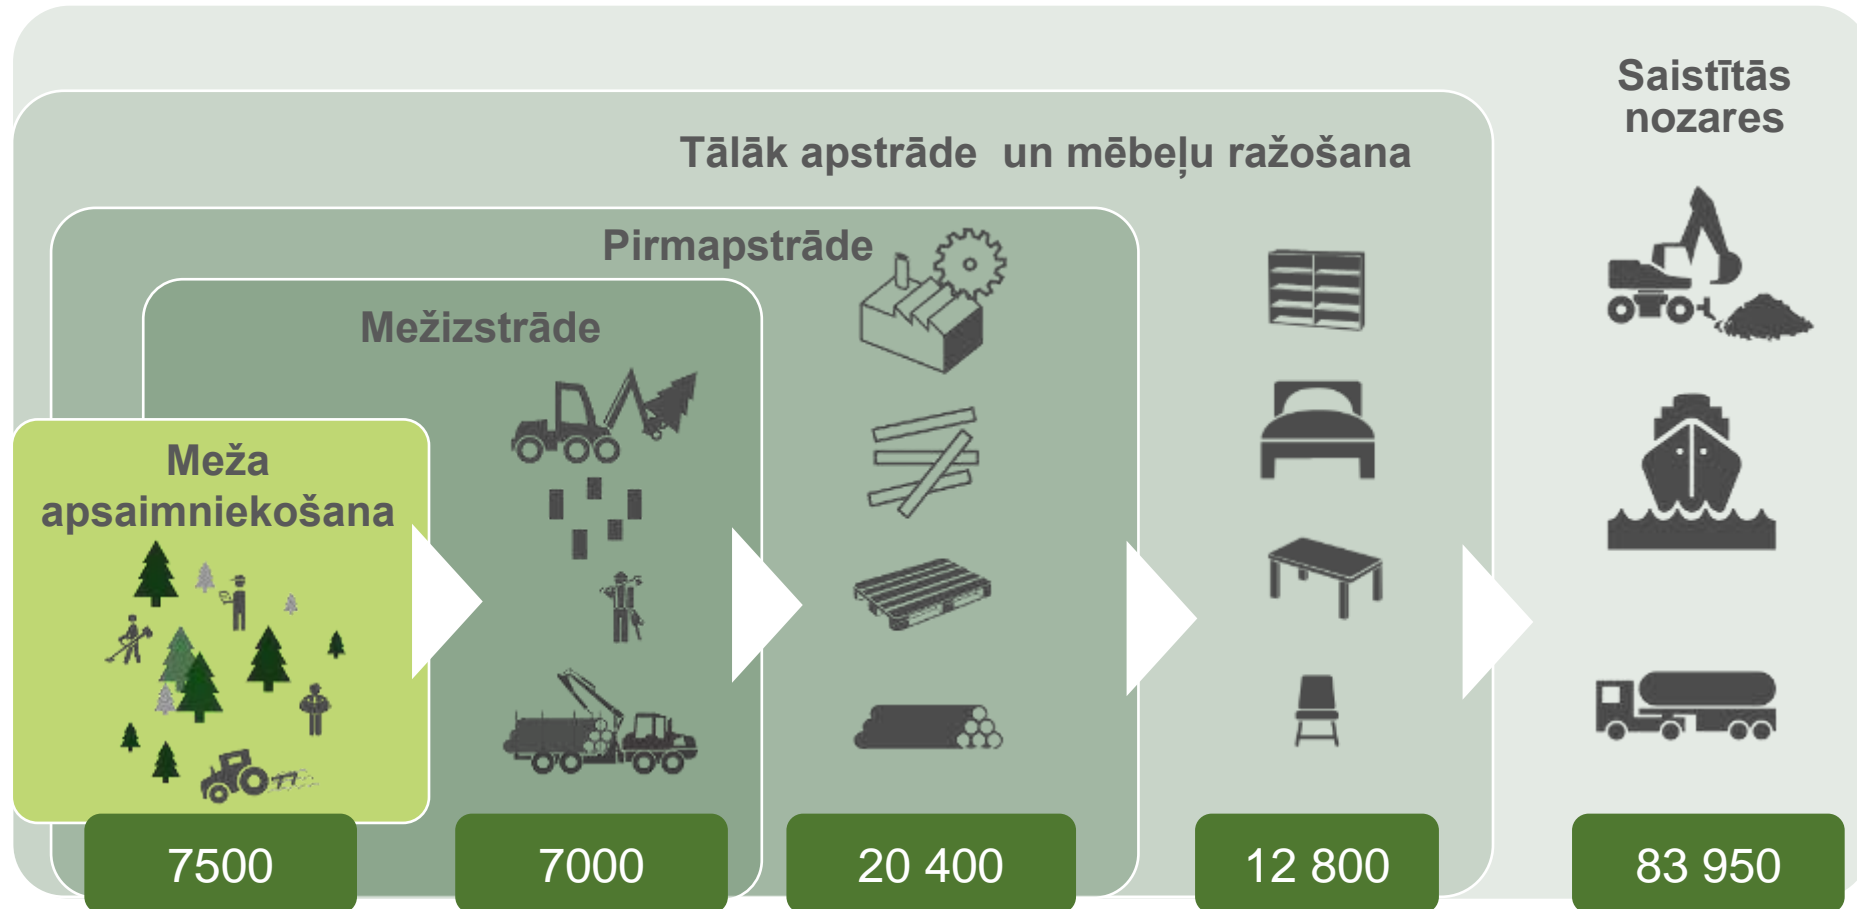 Saistītās
nozares
Tālāk apstrāde  un mēbeļu ražošana
Pirmapstrāde
Mežizstrāde
Meža
apsaimniekošana
7500
7000
20 400
12 800
83 950